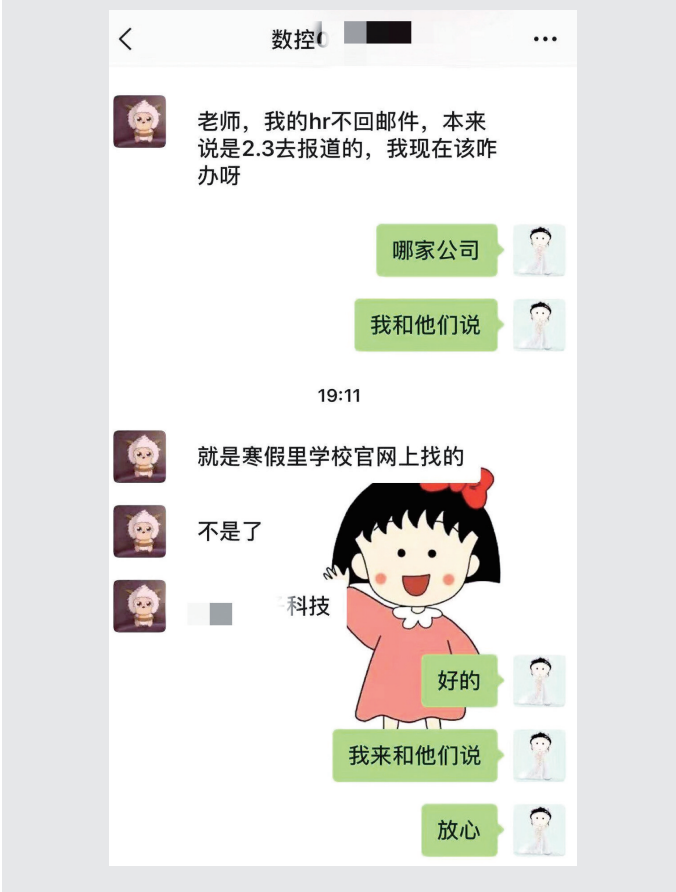 数控
老师，我的hr不回邮件，本来
说是2.3去报道的，我现在该咋
办呀
哪家公司
我和他们说
19:11
就是寒假里学校官网上找的
不是了
科技
好的
我来和他们说
放心